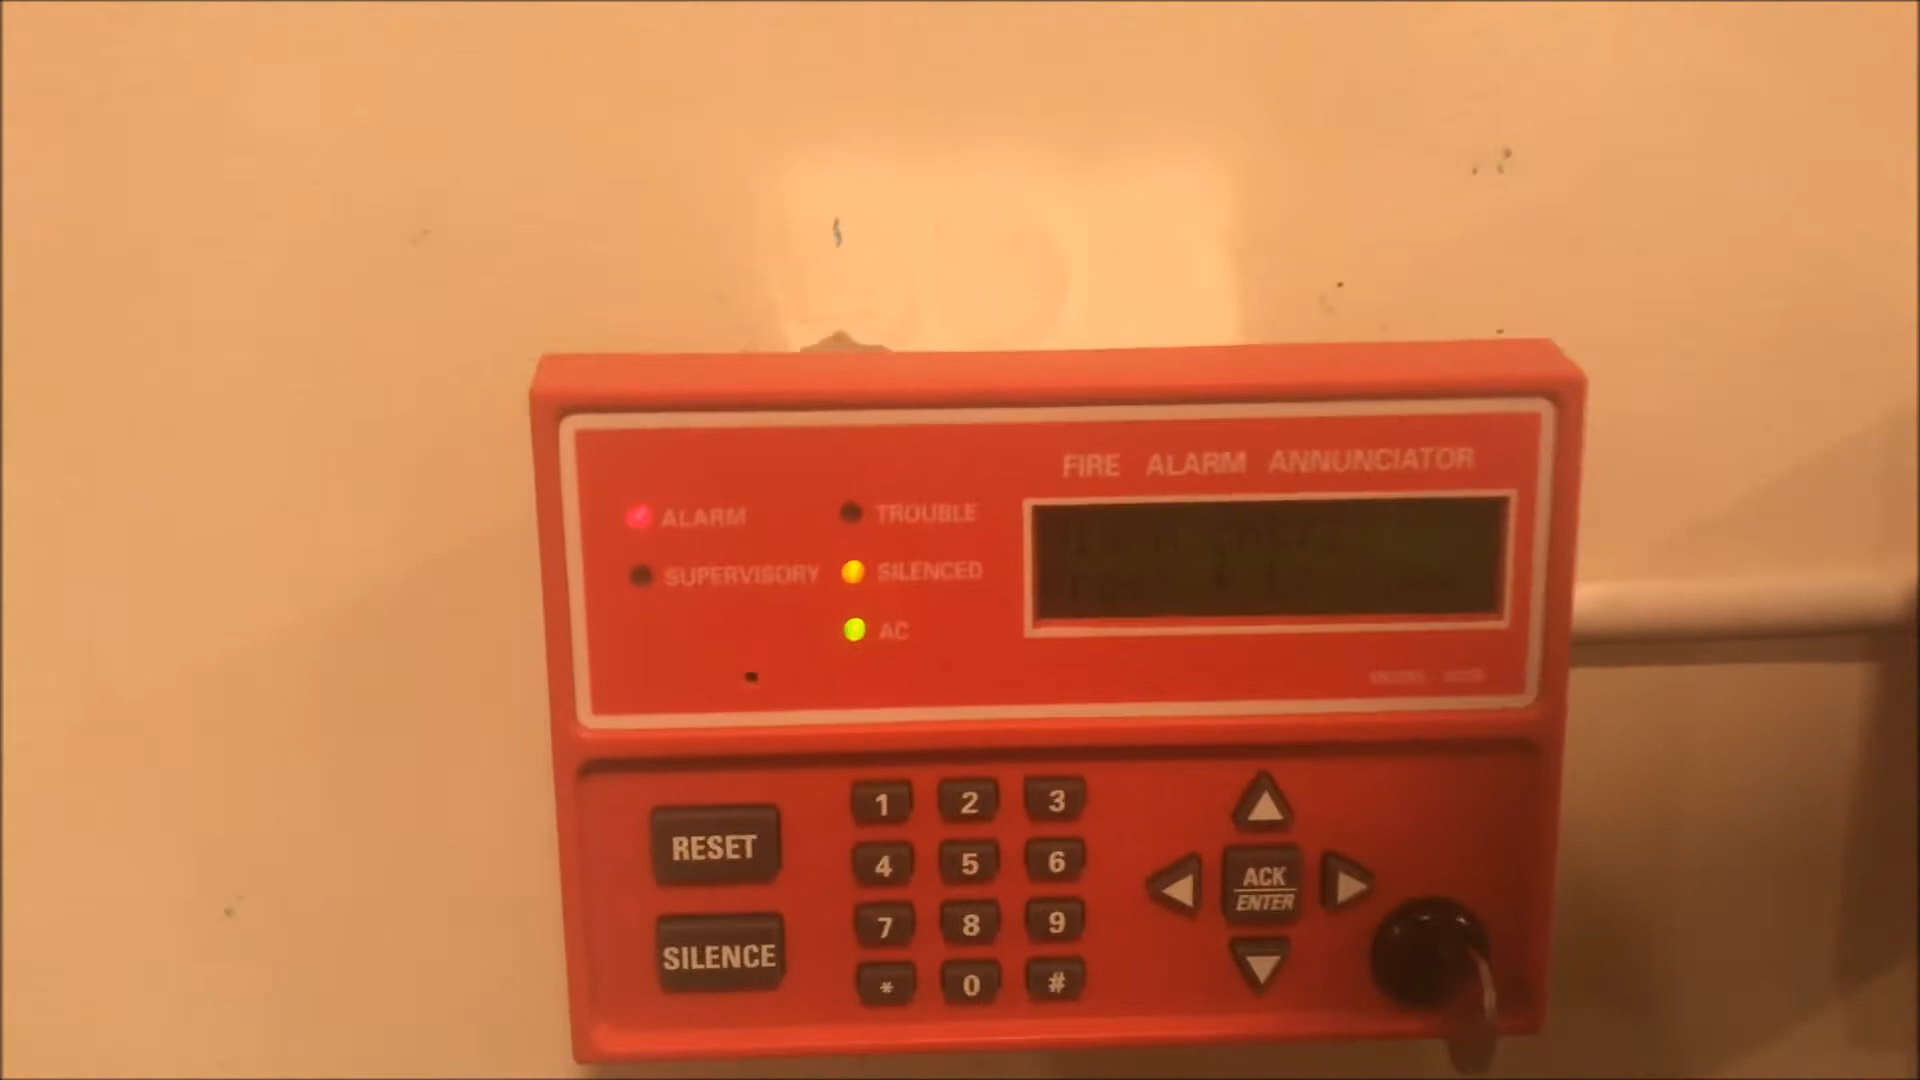 FIRE ALARM ANNUNCIATOR
ALARM
TROUBLE
SUPERVISORY
SILENCED
AC
MODEL
RESET
SILENCE
1 2 3
4 5 6
7 8 9
* 0 #
ACK
ENTER